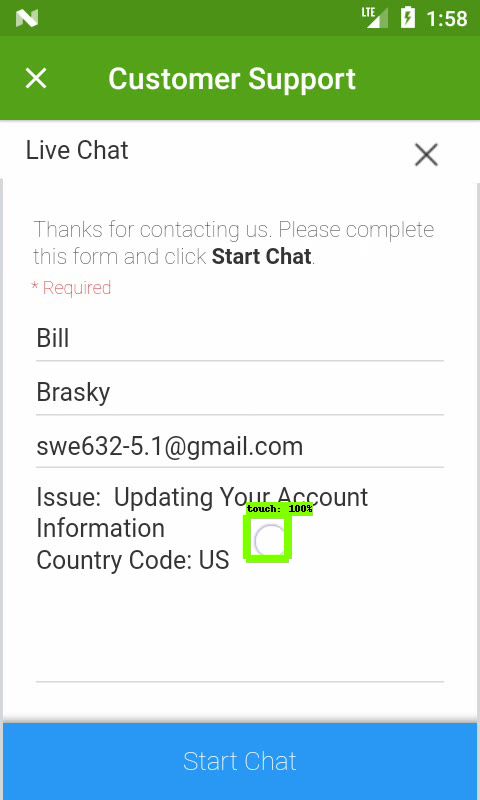 LTE 1:58
Customer Support
Live Chat
Thanks for contacting us. Please complete
this form and click Start Chat.
* Required
Bill
Brasky
swe632-5.1@gmail.com
Issue:  Updating Your Account
touch: 100%
Information
Country Code: US
Start Chat